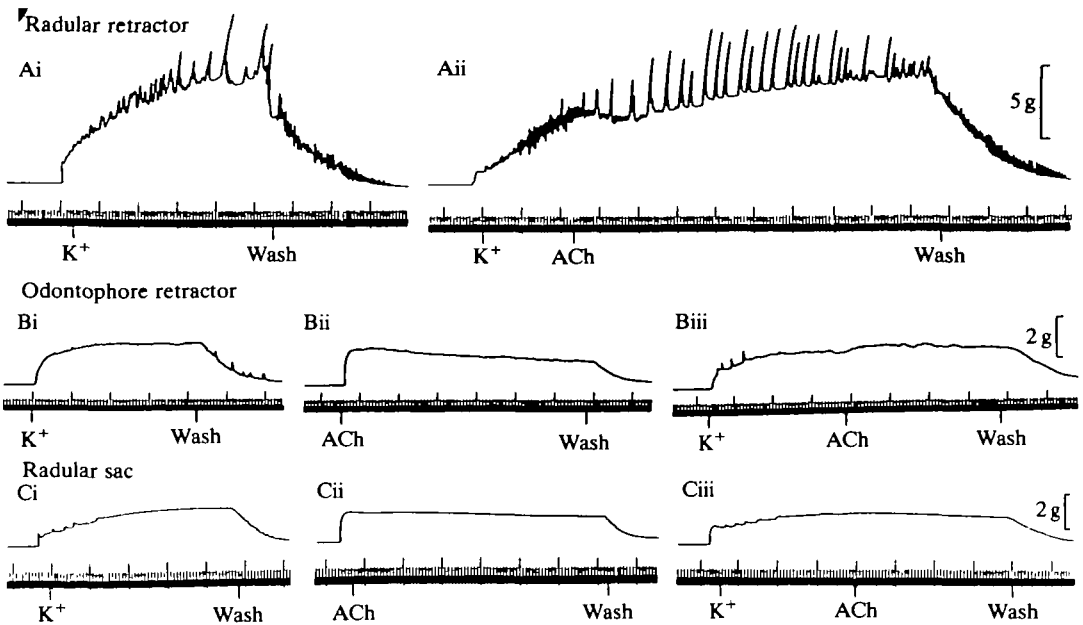 Radular retractor
Ai
Aii
5 g
K+
Wash
K+
ACh
Wash
Odontophore retractor
Bi
Bii
Biii
2 g
K+
Wash
ACh
Wash
K+
ACh
Wash
Radular sac
Ci
Cii
Ciii
2 g
K+
Wash
ACh
Wash
K+
ACh
Wash